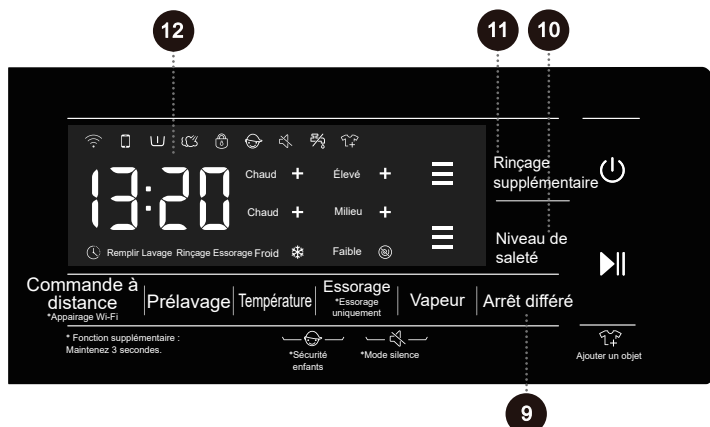 12
11
10
13:20
Chaud + Élevé +
Chaud + Milieu +
Remplir Lavage Rinçage Essorage Froid Faible
Rinçage
supplémentaire
Niveau de
saleté
Commande à
distance
*Appairage Wi-Fi
Prélavage
Température
Essorage
*Essorage
uniquement
Vapeur
Arrêt différé
* Fonction supplémentaire :
Maintenez 3 secondes.
*Sécurité
enfants
*Mode silence
Ajouter un objet
9